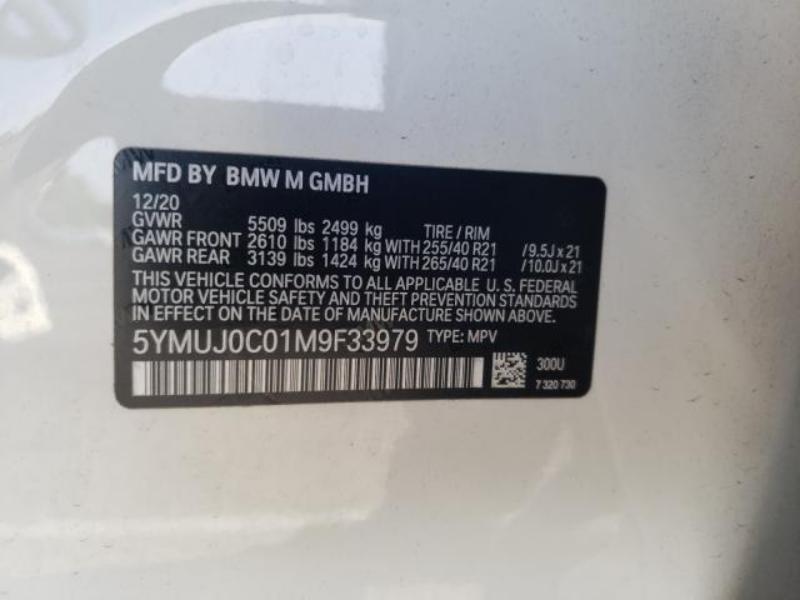 MFD BY BMW M GMBH
12/20
GVWR 5509 lbs 2499 kg TIRE / RIM
GAWR FRONT 2610 lbs 1184 kg WITH 255/40 R21 /9.5J x 21
GAWR REAR 3139 lbs 1424 kg WITH 265/40 R21 /10.0J x 21
THIS VEHICLE CONFORMS TO ALL APPLICABLE U. S. FEDERAL
MOTOR VEHICLE SAFETY AND THEFT PREVENTION STANDARDS
IN EFFECT ON THE DATE OF MANUFACTURE SHOWN ABOVE
5YMUJ0C01M9F33979 TYPE: MPV
300U
7 320 730